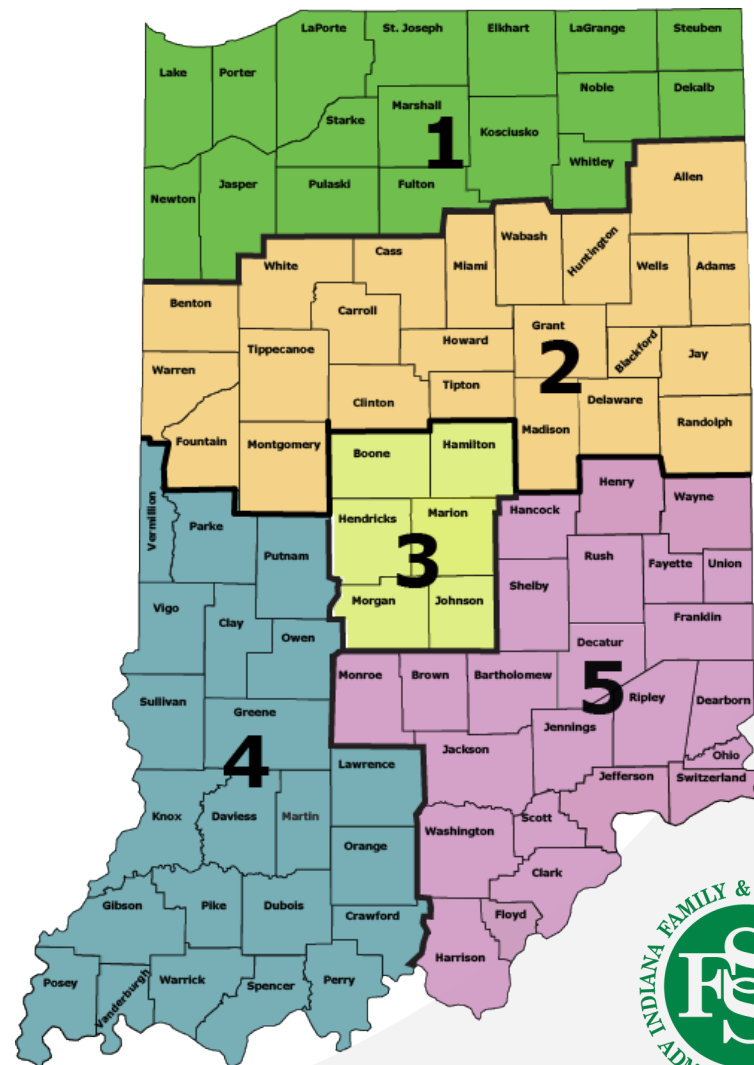 LaPorte
St. Joseph
Elkhart
LaGrange
Steuben
Lake
Porter
Noble
Dekalb
Marshall
Starke
1
Kosciusko
Whitley
Newton
Jasper
Pulaski
Fulton
Allen
White
Cass
Miami
Wabash
Huntington
Wells
Adams
Benton
Carroll
Grant
Howard
Tippecanoe
2
Blackford
Jay
Warren
Tipton
Clinton
Delaware
Fountain
Montgomery
Madison
Randolph
Boone
Hamilton
Henry
Wayne
Vermillion
Parke
Hendricks
Marion
Hancock
Putnam
3
Rush
Fayette
Union
Vigo
Clay
Morgan
Johnson
Shelby
Franklin
Owen
Decatur
Monroe
Brown
Bartholomew
5
Sullivan
Greene
Ripley
Dearborn
Jennings
Ohio
4
Lawrence
Jackson
Jefferson
Switzerland
Knox
Daviess
Martin
Washington
Scott
Orange
Clark
Gibson
Pike
Dubois
Crawford
Floyd
Harrison
Posey
Vanderburgh
Warrick
Spencer
Perry
INDIANA FAMILY &
FSS